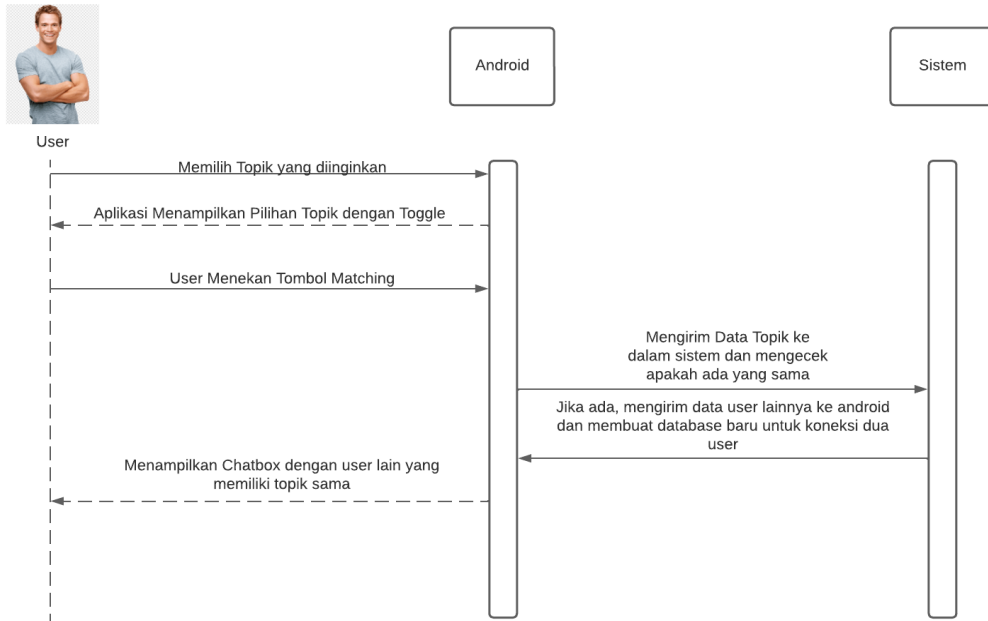 Android
Sistem
User
Memilih Topik yang diinginkan
Aplikasi Menampilkan Pilihan Topik dengan Toggle
User Menekan Tombol Matching
Mengirim Data Topik ke
dalam sistem dan mengecek
apakah ada yang sama
Jika ada, mengirim data user lainnya ke android
dan membuat database baru untuk koneksi dua
user
Menampilkan Chatbox dengan user lain yang
memiliki topik sama